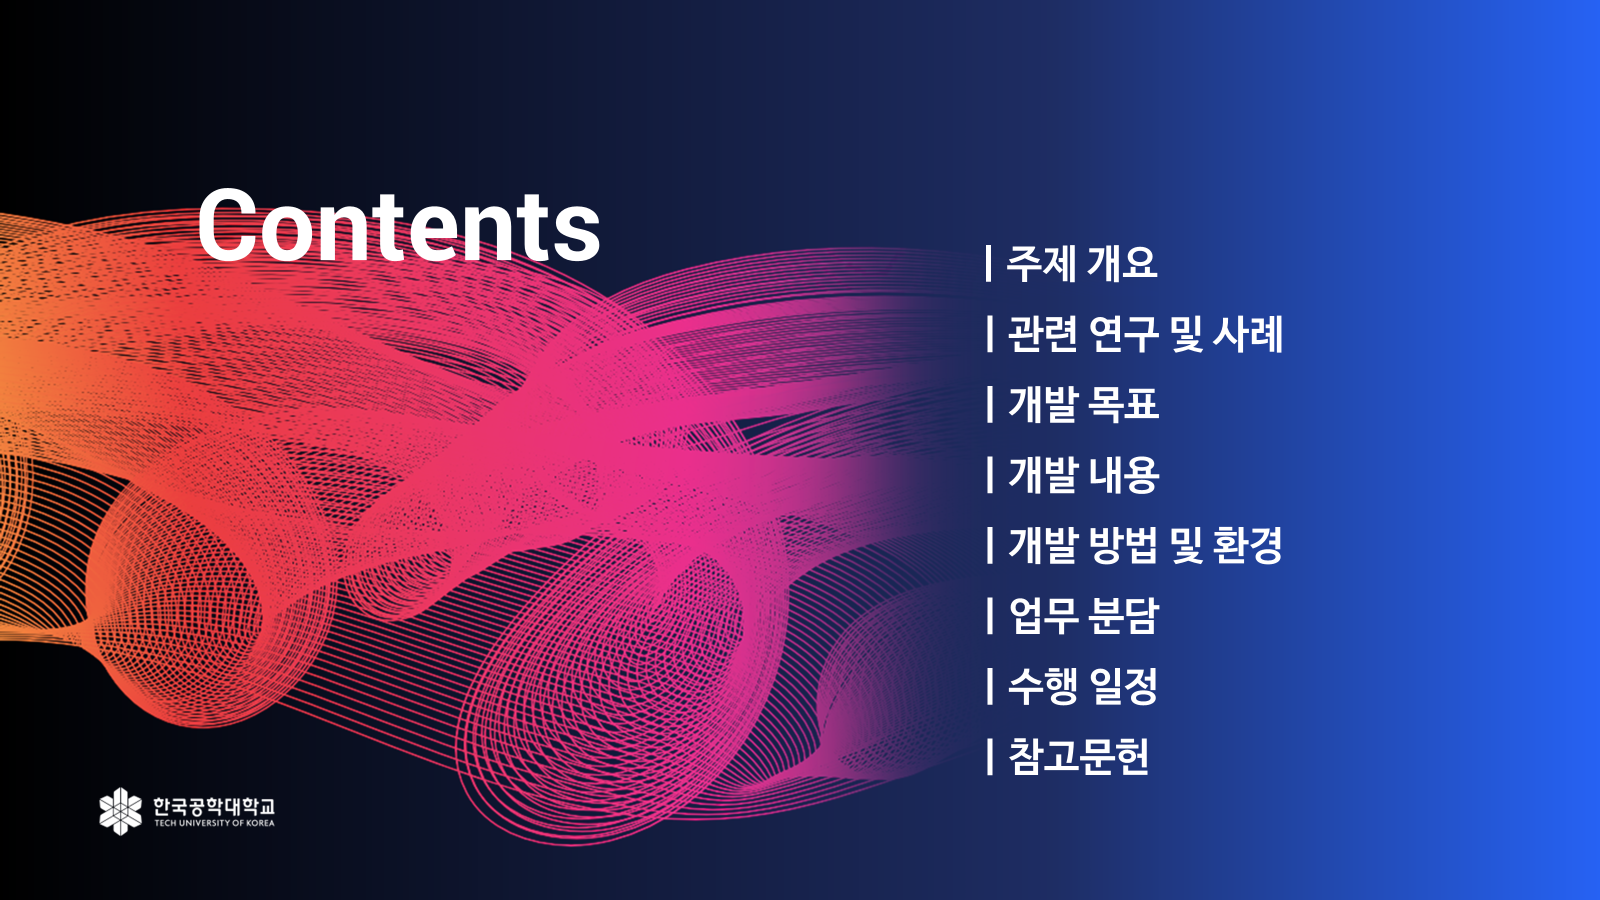 Contents
| 주제 개요
| 관련 연구 및 사례
| 개발 목표
| 개발 내용
| 개발 방법 및 환경
| 업무 분담
| 수행 일정
| 참고문헌
한국공학대학교
TECH UNIVERSITY OF KOREA